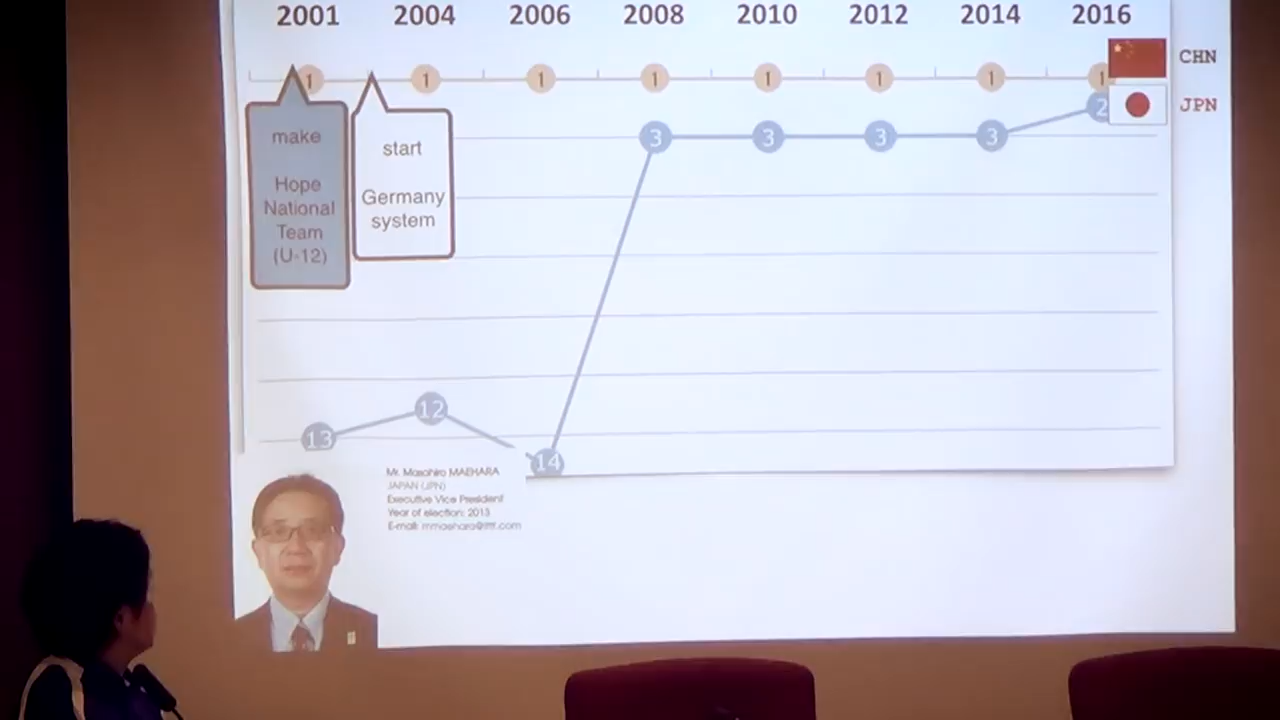 2001 2004 2006 2008 2010 2012 2014 2016
1 1 1 1 1 1 1 1 CHN
2 JPN
3 3 3 3
make
Hope
National
Team
(U-12)
start
Germany
system
13 12 14
Mr. Masahiro MAEHARA
JAPAN (JPN)
Executive Vice President
Year of election: 2013
E-mail: mmaehara@ittf.com